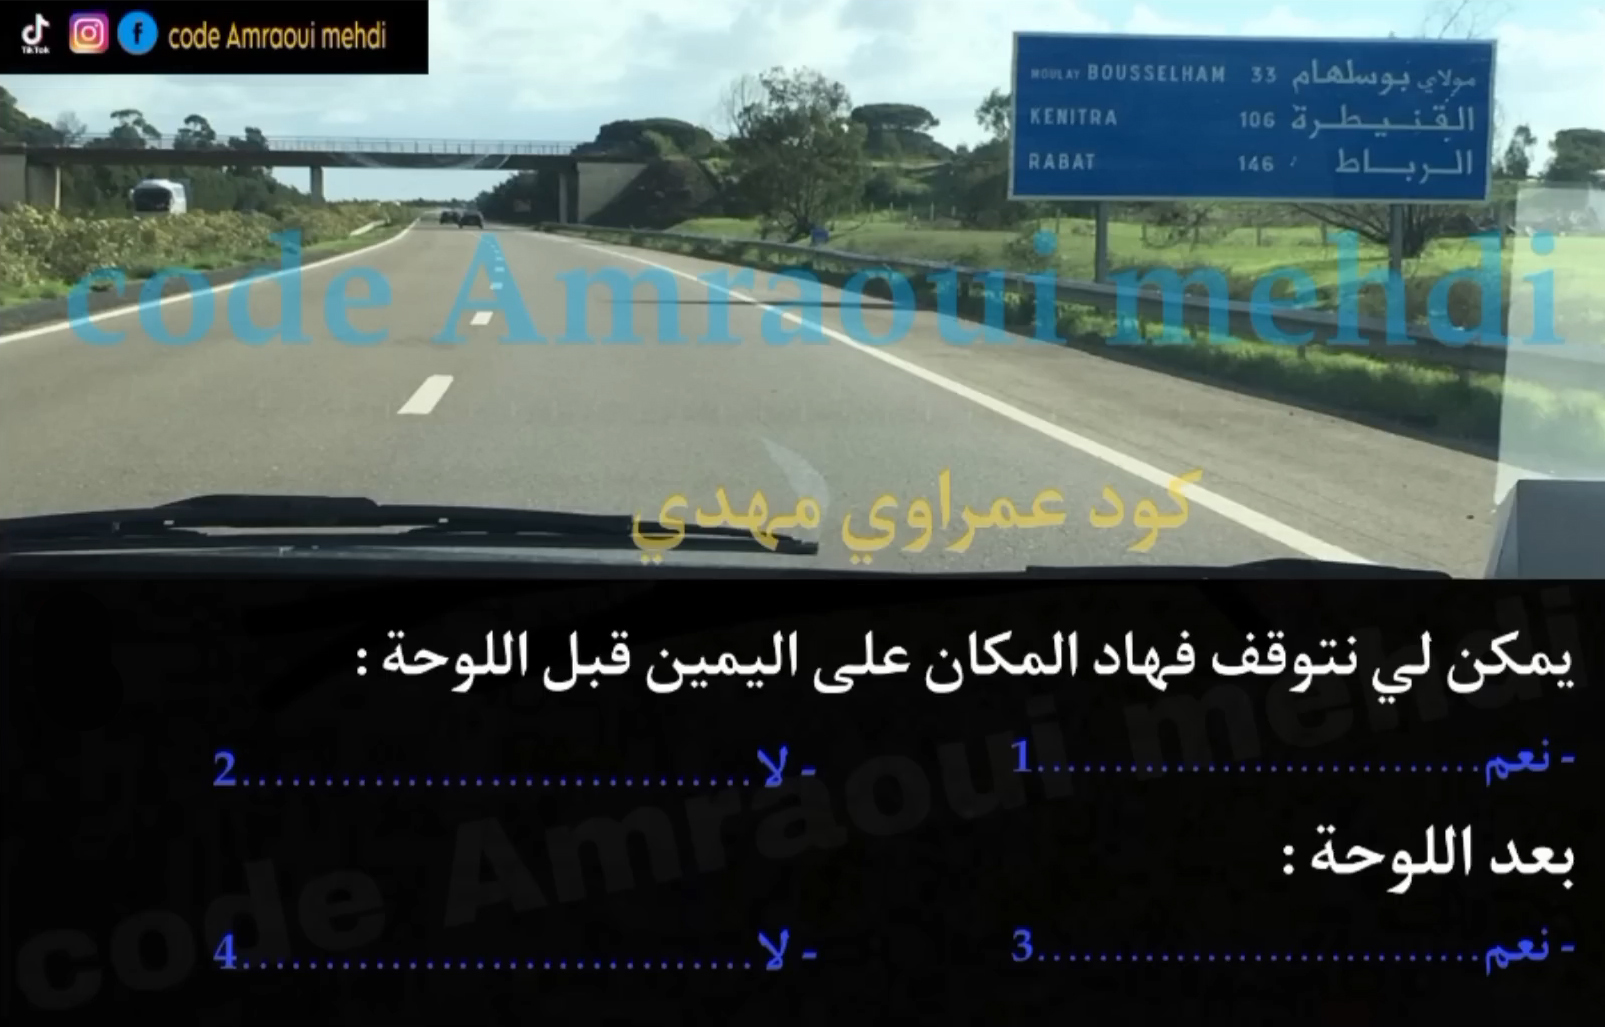 TikTok
code Amraoui mehdi
MOULAY BOUSSELHAM 33 مولاي بوسلهام
KENITRA 106 القنيطرة
RABAT 146 الرباط
code Amraoui mehdi
كود عمراوي مهدي
يمكن لي نتوقف فهاد المكان على اليمين قبل اللوحة :
- نعم............................1 - لا................................2
بعد اللوحة :
- نعم............................3 - لا................................4
code Amraoui mehdi